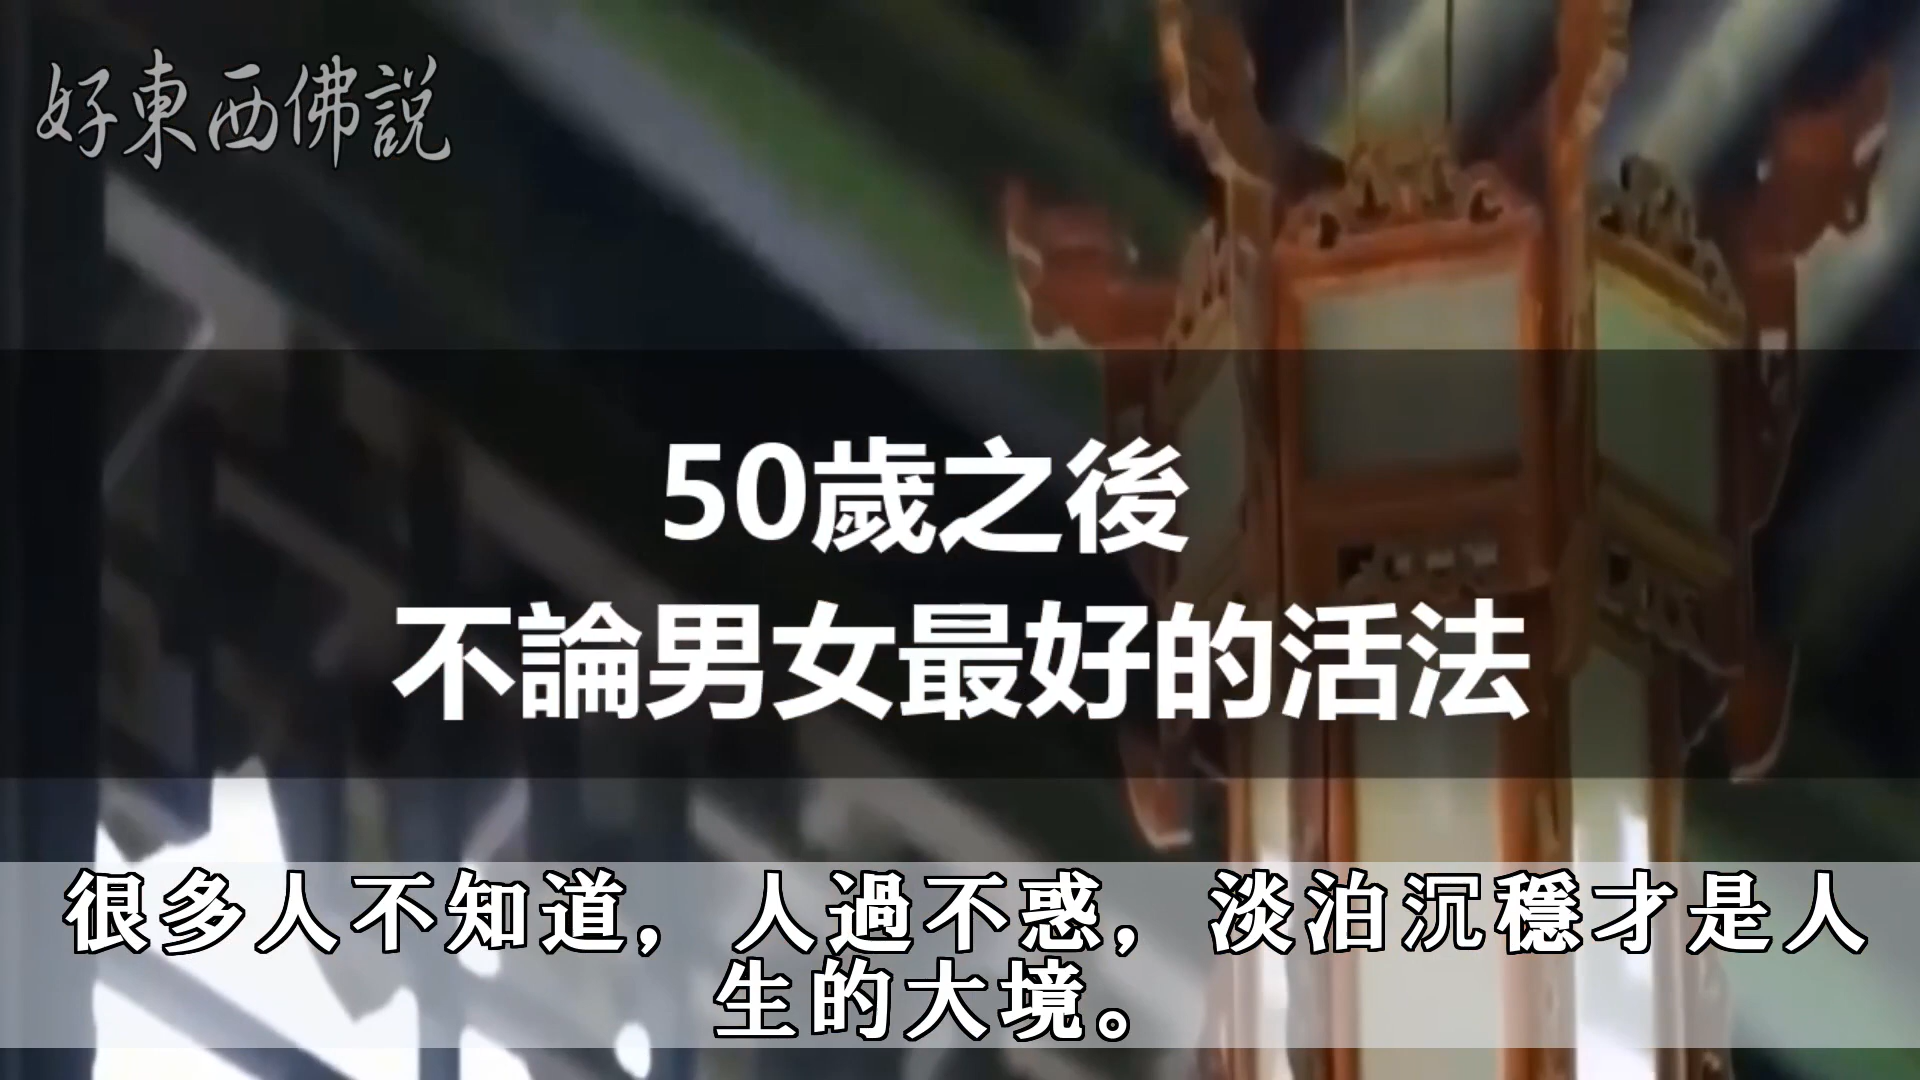 好東西佛説
50歲之後
不論男女最好的活法
很多人不知道，人過不惑，淡泊沉穩才是人
生的大境。